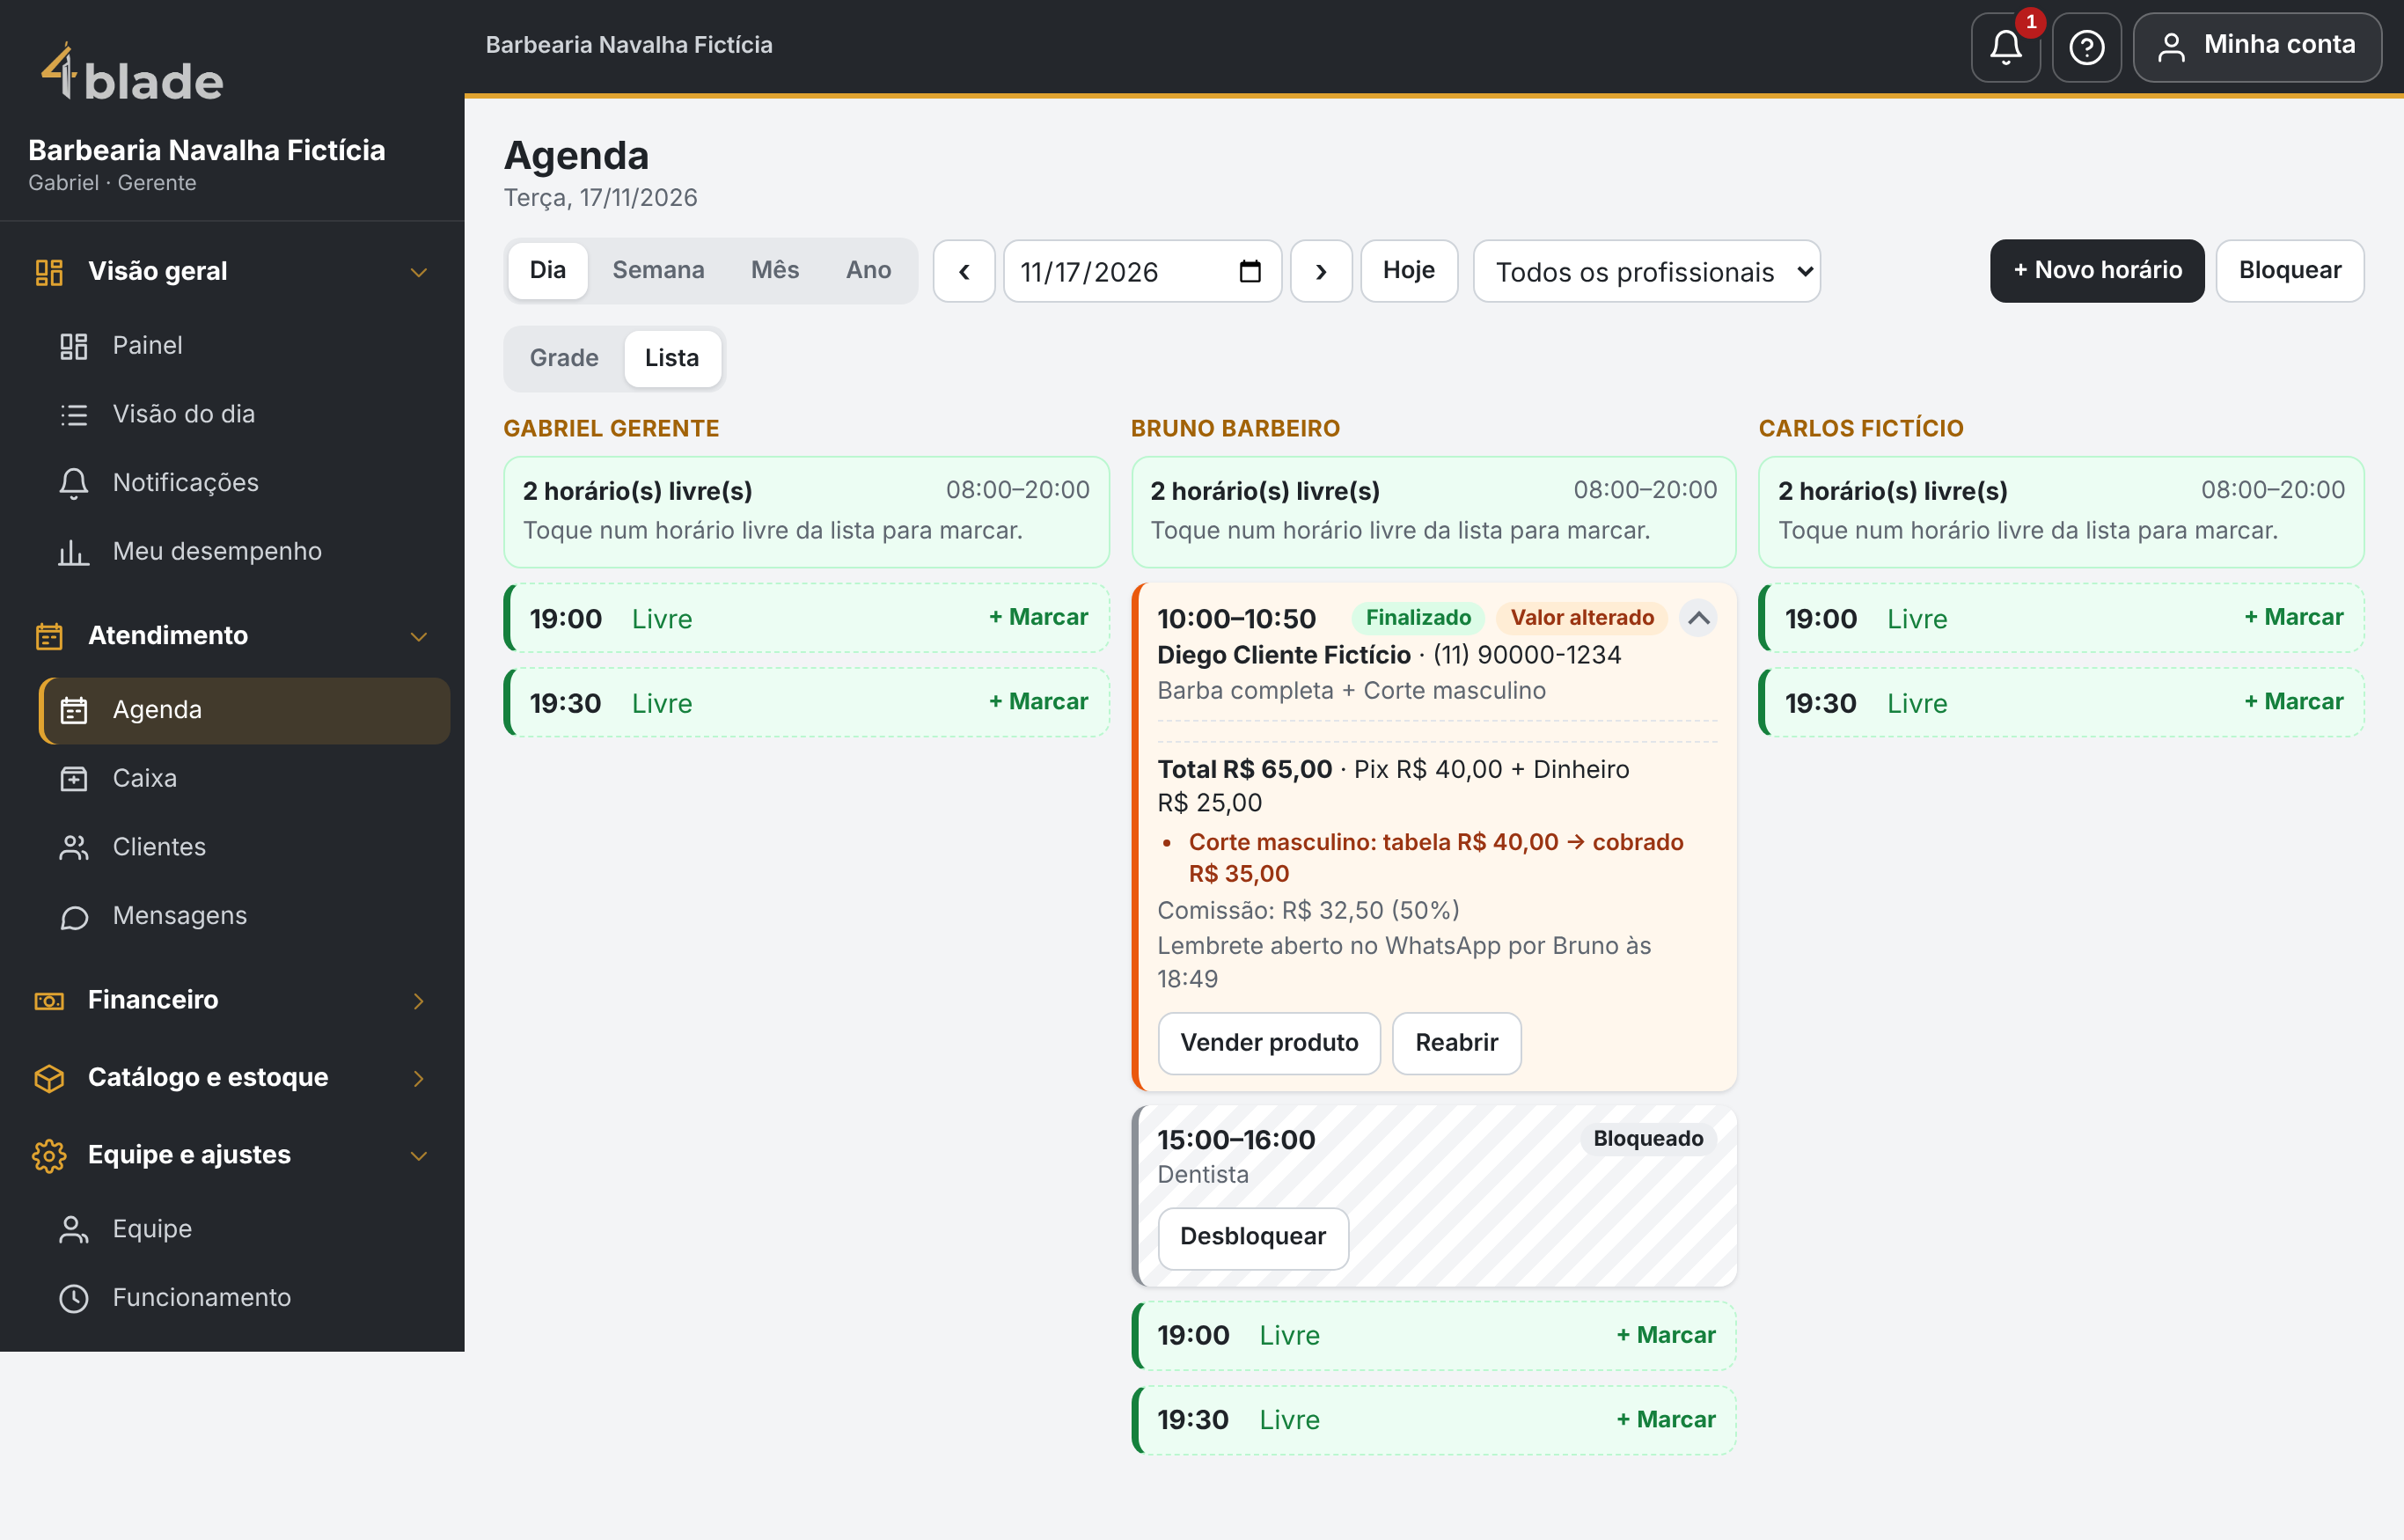 4blade
Barbearia Navalha Fictícia
Gabriel · Gerente
Visão geral
Painel
Visão do dia
Notificações
Meu desempenho
Atendimento
Agenda
Caixa
Clientes
Mensagens
Financeiro
Catálogo e estoque
Equipe e ajustes
Equipe
Funcionamento
Barbearia Navalha Fictícia
1
Minha conta
Agenda
Terça, 17/11/2026
Dia Semana Mês Ano
11/17/2026
Hoje
Todos os profissionais
+ Novo horário
Bloquear
Grade Lista
GABRIEL GERENTE
2 horário(s) livre(s) 08:00–20:00
Toque num horário livre da lista para marcar.
19:00 Livre + Marcar
19:30 Livre + Marcar
BRUNO BARBEIRO
2 horário(s) livre(s) 08:00–20:00
Toque num horário livre da lista para marcar.
10:00–10:50 Finalizado Valor alterado
Diego Cliente Fictício · (11) 90000-1234
Barba completa + Corte masculino
Total R$ 65,00 · Pix R$ 40,00 + Dinheiro
R$ 25,00
• Corte masculino: tabela R$ 40,00 → cobrado
R$ 35,00
Comissão: R$ 32,50 (50%)
Lembrete aberto no WhatsApp por Bruno às
18:49
Vender produto Reabrir
15:00–16:00 Bloqueado
Dentista
Desbloquear
19:00 Livre + Marcar
19:30 Livre + Marcar
CARLOS FICTÍCIO
2 horário(s) livre(s) 08:00–20:00
Toque num horário livre da lista para marcar.
19:00 Livre + Marcar
19:30 Livre + Marcar